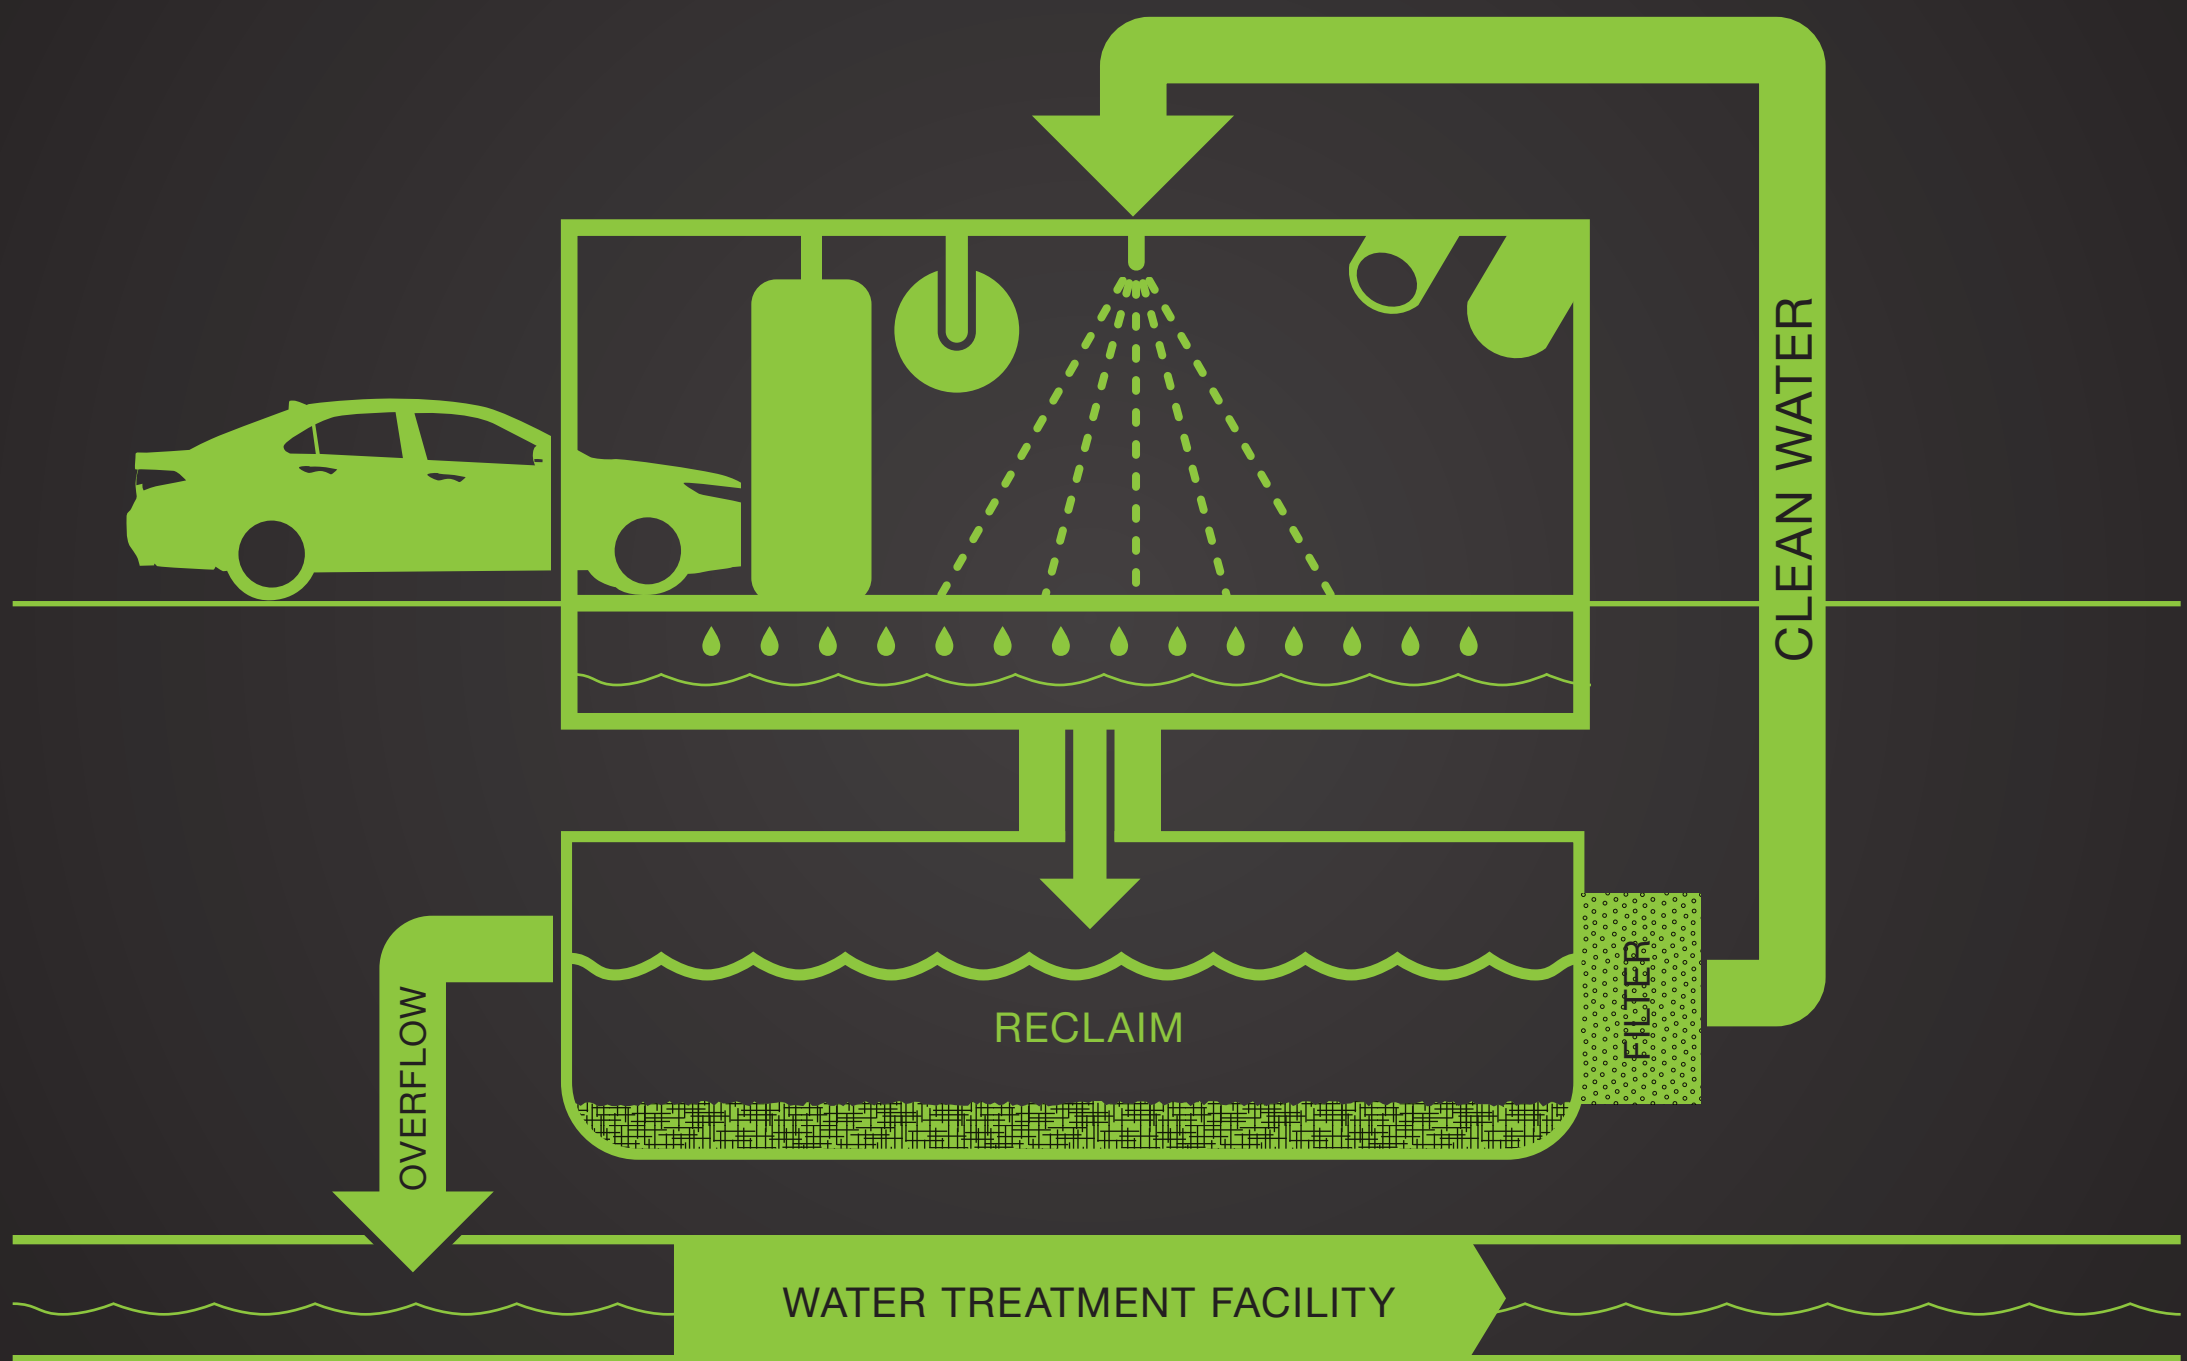 CLEAN WATER
RECLAIM
FILTER
OVERFLOW
WATER TREATMENT FACILITY